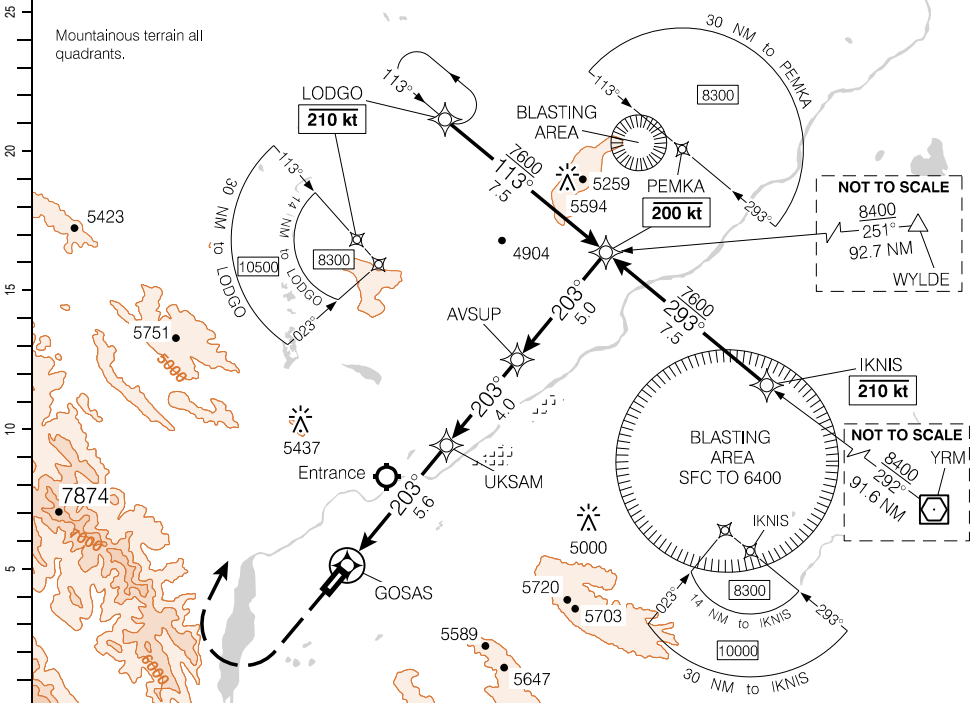 25
20
15
10
5
Mountainous terrain all
quadrants.
113°
LODGO
210 kt
30 NM to PEMKA
113°
8300
293°
BLASTING
AREA
5259
5594
PEMKA
200 kt
7600
113°
7.5
NOT TO SCALE
8400
251°
92.7 NM
WYLDE
113°
30 NM to LODGO
10500
14 NM to LODGO
8300
023°
5423
4904
AVSUP
203°
5.0
7600
293°
7.5
5751
5000
IKNIS
210 kt
203°
4.0
5437
Entrance
UKSAM
BLASTING
AREA
SFC TO 6400
NOT TO SCALE
8400
292°
91.6 NM
YRM
7874
7000
203°
5.6
IKNIS
5000
GOSAS
5720
5703
8300
023°
14 NM to IKNIS
293°
10000
30 NM to IKNIS
5589
5647
6000